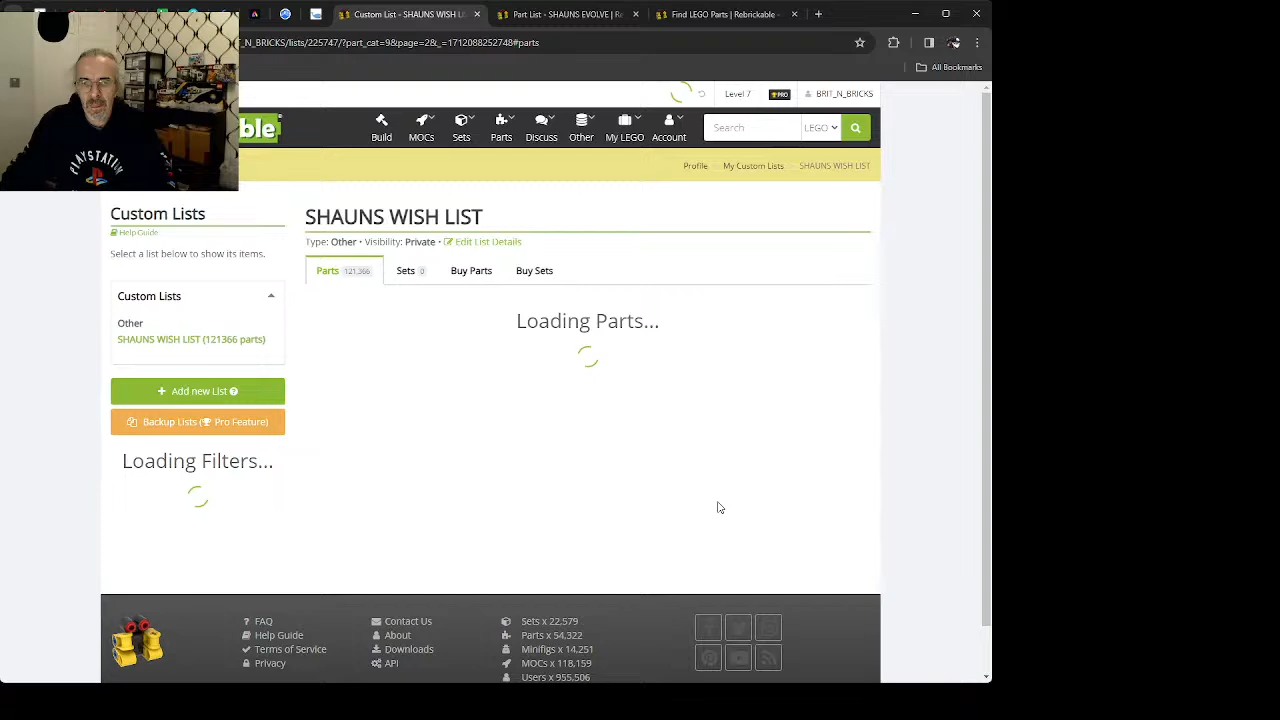 Custom List - SHAUNS WISH LI
Part List - SHAUNS EVOLVE | Re
Find LEGO Parts | Rebrickable -
_N_BRICKS/lists/225747/?part_cat=9&page=2&_=1712088252748#parts
All Bookmarks
Level 7
PRO
BRIT_N_BRICKS
ble
Build
MOCs
Sets
Parts
Discuss
Other
My LEGO
Account
Search
LEGO
Profile
My Custom Lists
SHAUNS WISH LIST
PLAYSTATION
Custom Lists
Help Guide
Select a list below to show its items.
Custom Lists
Other
SHAUNS WISH LIST (121366 parts)
+ Add new List
Backup Lists ( Pro Feature)
Loading Filters...
SHAUNS WISH LIST
Type: Other • Visibility: Private • Edit List Details
Parts 121,366
Sets 0
Buy Parts
Buy Sets
Loading Parts...
? FAQ
Help Guide
Terms of Service
Privacy
Contact Us
About
Downloads
API
Sets x 22,579
Parts x 54,322
Minifigs x 14,251
MOCs x 118,159
Users x 955,506